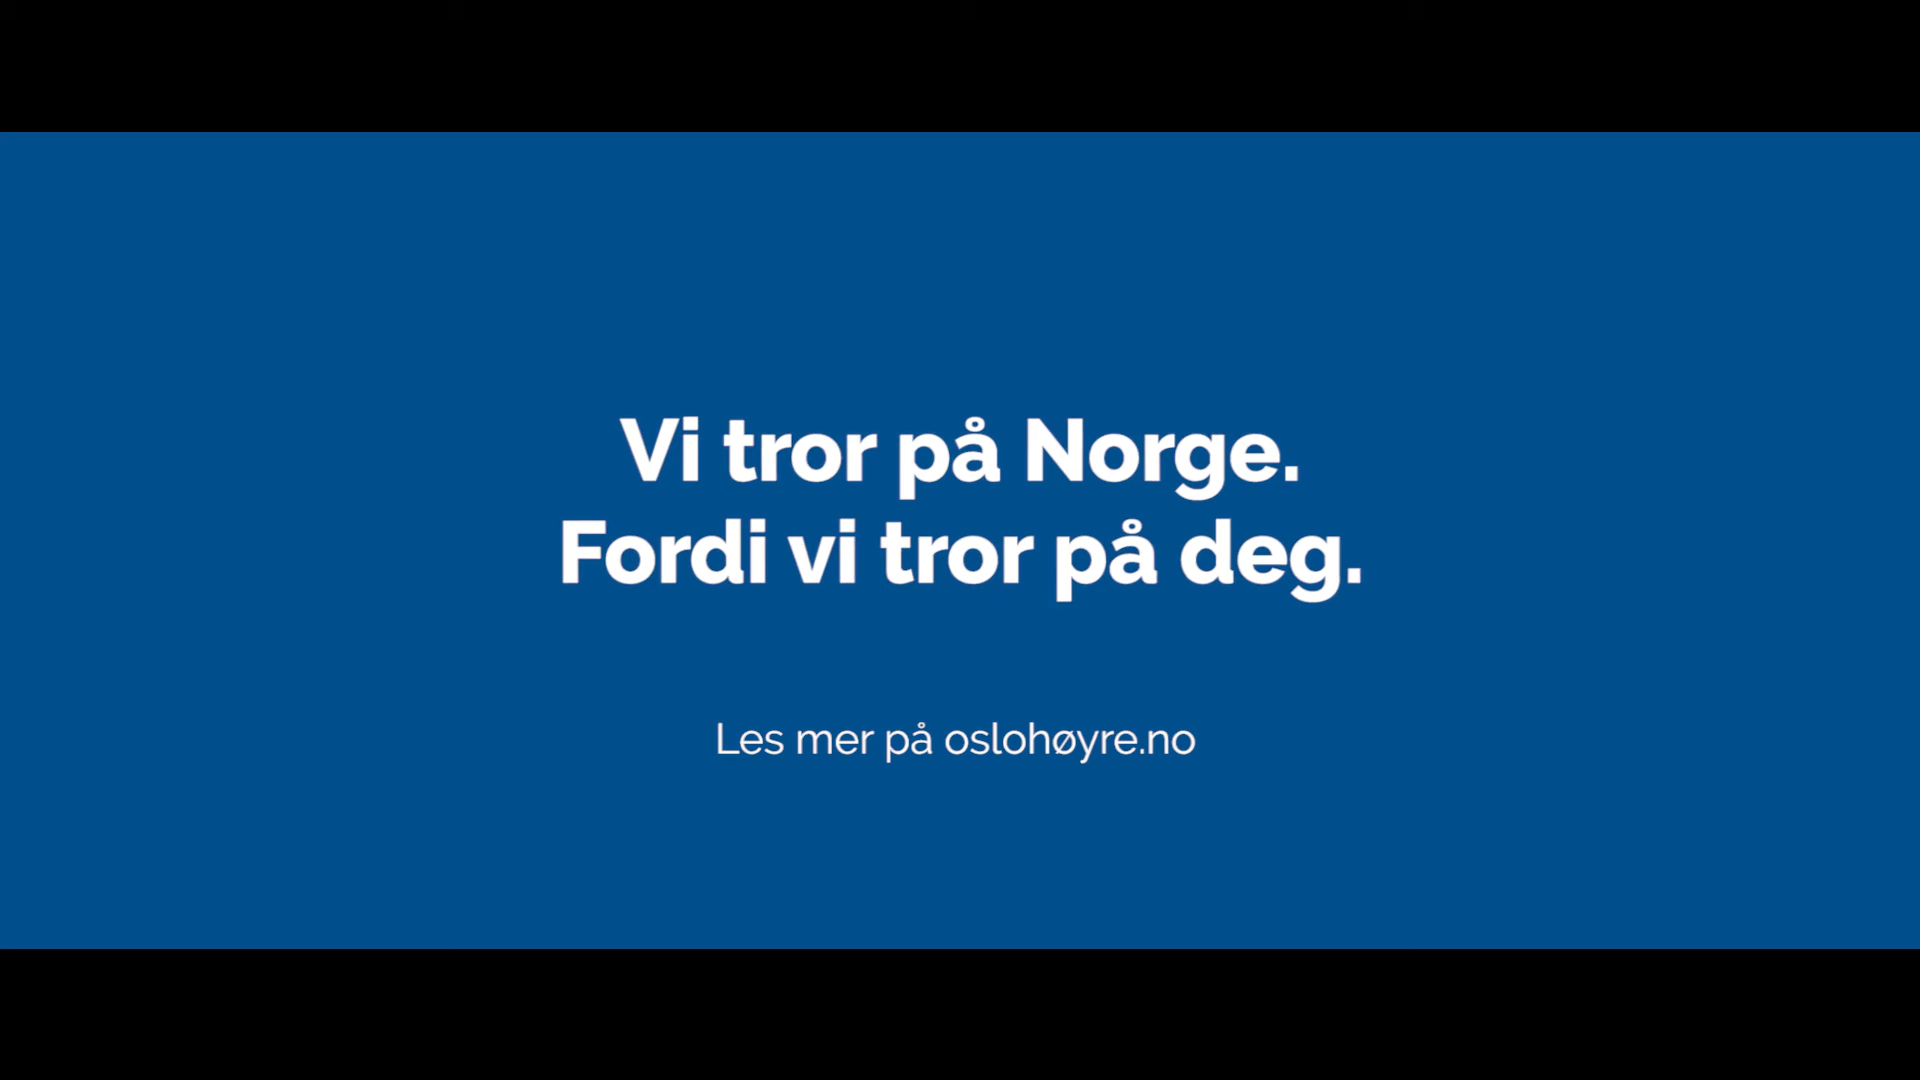 Vi tror på Norge.
Fordi vi tror på deg.
Les mer på oslohøyre.no